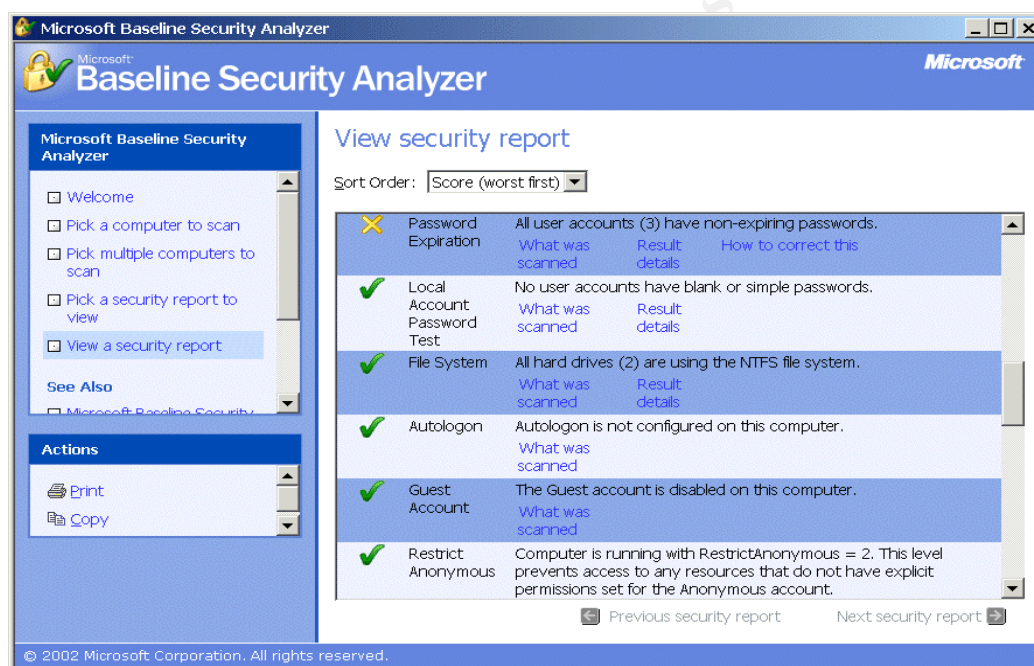 Microsoft Baseline Security Analyzer
Microsoft
Baseline Security Analyzer
Microsoft
Microsoft Baseline Security
Analyzer
Welcome
Pick a computer to scan
Pick multiple computers to
scan
Pick a security report to
view
View a security report
See Also
Microsoft Baseline Security
Actions
Print
Copy
View security report
Sort Order: Score (worst first)
Password
Expiration
All user accounts (3) have non-expiring passwords.
What was
scanned
Result
details
How to correct this
Local
Account
Password
Test
No user accounts have blank or simple passwords.
What was
scanned
Result
details
File System
All hard drives (2) are using the NTFS file system.
What was
scanned
Result
details
Autologon
Autologon is not configured on this computer.
What was
scanned
Guest
Account
The Guest account is disabled on this computer.
What was
scanned
Restrict
Anonymous
Computer is running with RestrictAnonymous = 2. This level
prevents access to any resources that do not have explicit
permissions set for the Anonymous account.
Previous security report
Next security report
© 2002 Microsoft Corporation. All rights reserved.